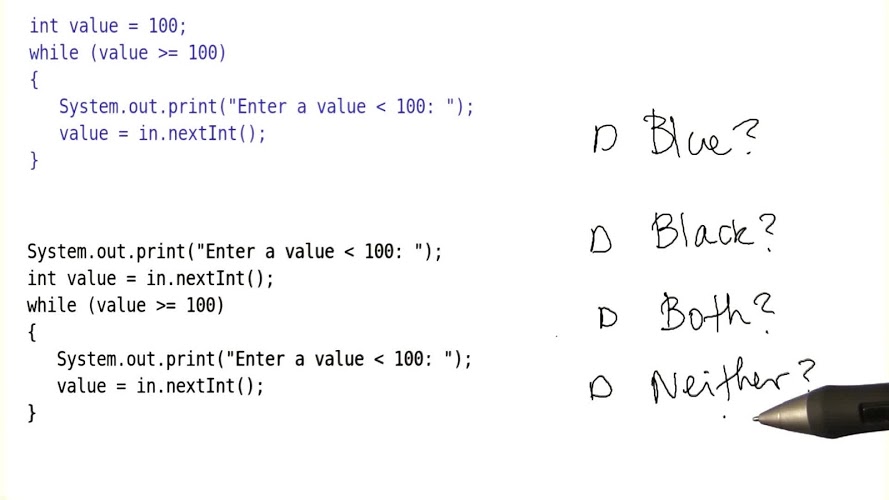 int value = 100;
while (value >= 100)
{
System.out.print("Enter a value < 100: ");
value = in.nextInt();
}
System.out.print("Enter a value < 100: ");
int value = in.nextInt();
while (value >= 100)
{
System.out.print("Enter a value < 100: ");
value = in.nextInt();
}
Blue?
Black?
Both?
Neither?